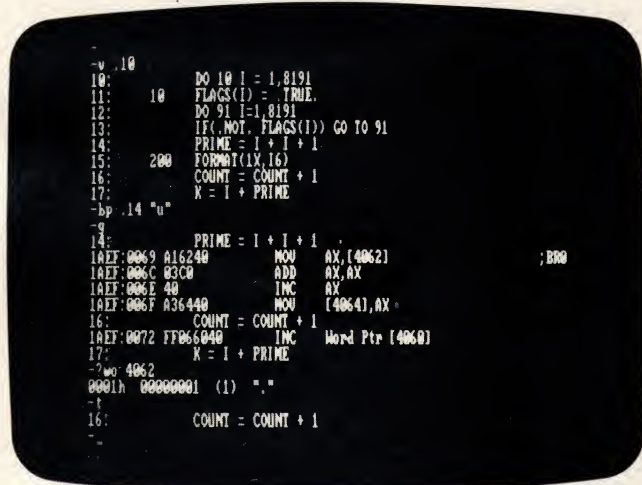 -
-v .10
10: DO 10 I = 1,8191
11: 10 FLAGS(I) = .TRUE.
12: DO 91 I=1,8191
13: IF(.NOT. FLAGS(I)) GO TO 91
14: PRIME = I + I + 1
15: 200 FORMAT(1X,I6)
16: COUNT = COUNT + 1
17: K = I + PRIME
-bp .14 "u"
-g
14: PRIME = I + I + 1
1AEF:0069 A16240 MOV AX,[4062] ;BR0
1AEF:006C 03C0 ADD AX,AX
1AEF:006E 40 INC AX
1AEF:006F A36440 MOV [4064],AX
16: COUNT = COUNT + 1
1AEF:0072 FF066040 INC Word Ptr [4060]
17: K = I + PRIME
-?wo 4062
0001h 00000001 (1) "."
-t
16: COUNT = COUNT + 1
-_